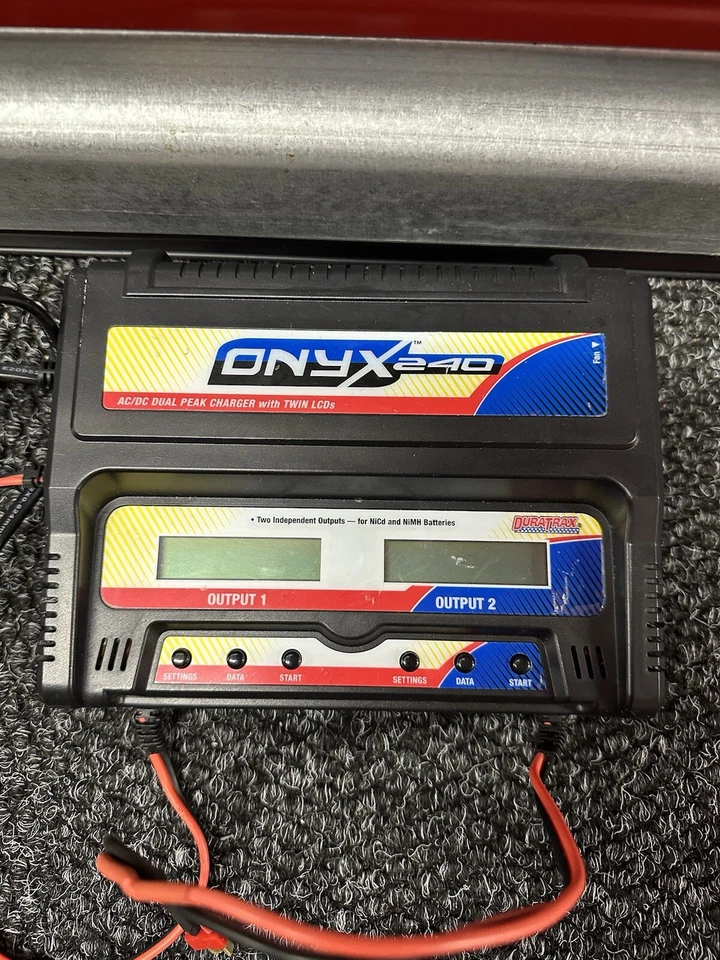 ONYX™ 240
Fan ▼
AC/DC DUAL PEAK CHARGER with TWIN LCDs
• Two Independent Outputs — for NiCd and NiMH Batteries
DURATRAX®
OUTPUT 1
OUTPUT 2
SETTINGS DATA START
SETTINGS DATA START